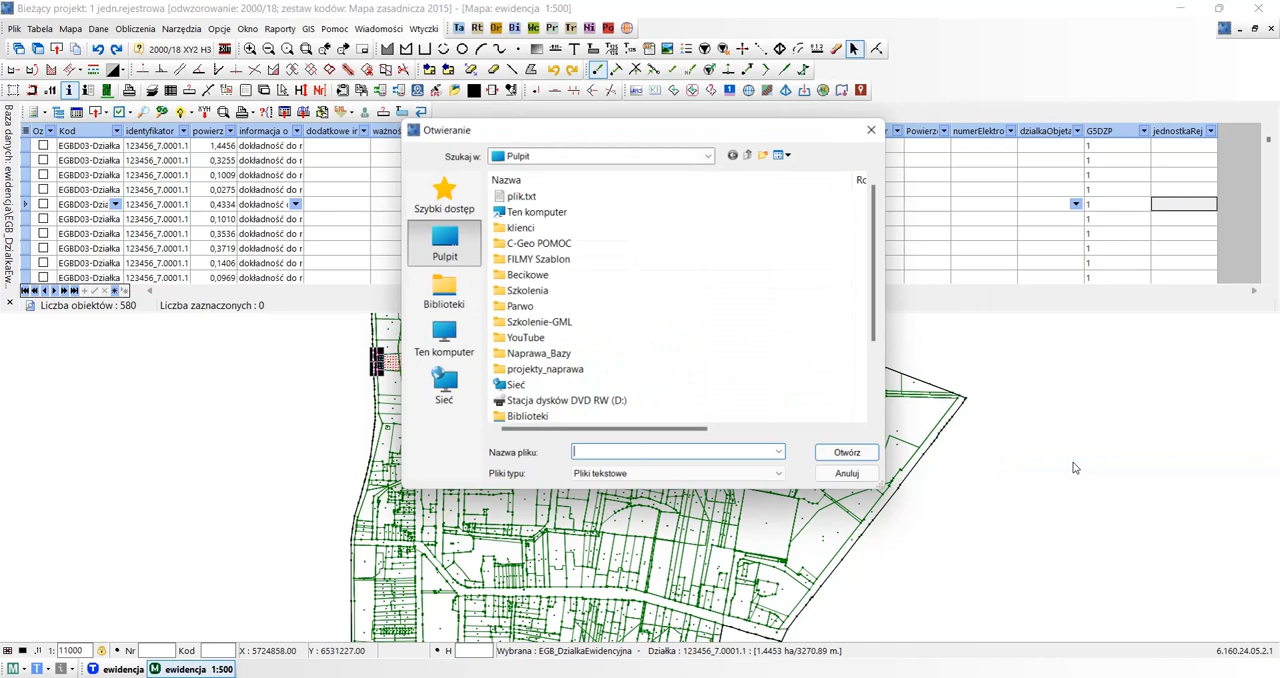 Bieżący projekt: 1 jedn.rejestrowa [odwzorowanie: 2000/18; zestaw kodów: Mapa zasadnicza 2015] - [Mapa: ewidencja 1:500]
Plik Tabela Mapa Dane Obliczenia Narzędzia Opcje Okno Raporty GIS Pomoc Wiadomości Wtyczki
2000/18 XYZ H3
Otwieranie
Oz Kod identyfikator powierz informacja o dodatkowe ir ważnoś Powierz numerElektro dzialkaObjeta G5DZP jednostkaRej
EGBD03-Działka 123456_7.0001.1 1,4456 dokładność do r 1
EGBD03-Działka 123456_7.0001.1 0,3255 dokładność do r 1
EGBD03-Działka 123456_7.0001.1 0,1009 dokładność do r 1
EGBD03-Działka 123456_7.0001.1 0,0275 dokładność do r 1
EGBD03-Dzia 123456_7.0001.1 0,4334 dokładność 1
EGBD03-Działka 123456_7.0001.1 0,1010 dokładność do r 1
EGBD03-Działka 123456_7.0001.1 0,3536 dokładność do r 1
EGBD03-Działka 123456_7.0001.1 0,3719 dokładność do r 1
EGBD03-Działka 123456_7.0001.1 0,1406 dokładność do r 1
EGBD03-Działka 123456_7.0001.1 0,0969 dokładność do r 1
Liczba obiektów : 580 Liczba zaznaczonych : 0
Baza danych: ewidencja\EGB_DzialkaEw...
Szukaj w: Pulpit
Szybki dostęp
Pulpit
Biblioteki
Ten komputer
Sieć
Nazwa
plik.txt
Ten komputer
klienci
C-Geo POMOC
FILMY Szablon
Becikowe
Szkolenia
Parwo
Szkolenie-GML
YouTube
Naprawa_Bazy
projekty_naprawa
Sieć
Stacja dysków DVD RW (D:)
Biblioteki
Nazwa pliku: Otwórz
Pliki typu: Pliki tekstowe Anuluj
1: 11000 Nr Kod X : 5724858.00 Y : 6531227.00 H Wybrana : EGB_DzialkaEwidencyjna - Działka : 123456_7.0001.1 : [1.4453 ha/3270.89 m.] 6.160.24.05.2.1
M T i T ewidencja M ewidencja 1:500